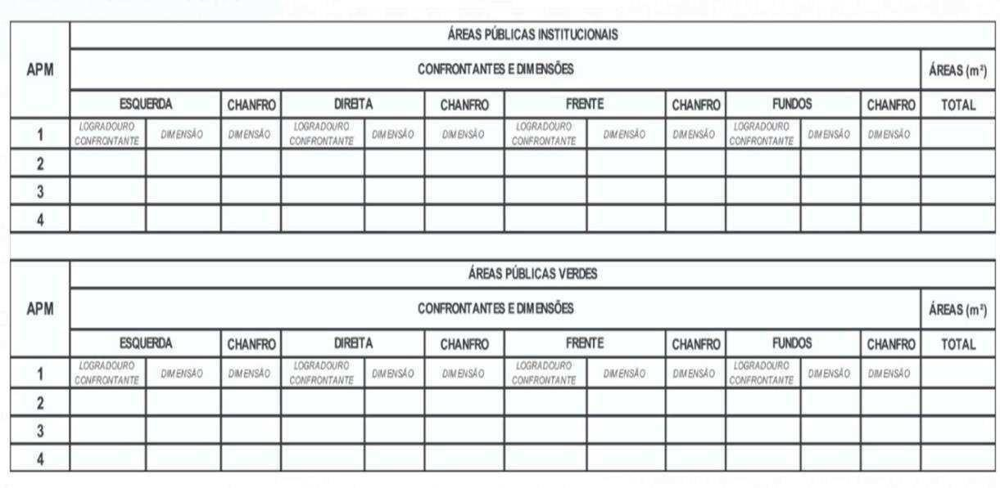 ÁREAS PÚBLICAS INSTITUCIONAIS
APM
CONFRONTANTES E DIMENSÕES
ÁREAS (m²)
ESQUERDA CHANFRO DIREITA CHANFRO FRENTE CHANFRO FUNDOS CHANFRO TOTAL
1 LOGRADOURO CONFRONTANTE DIMENSÃO DIMENSÃO LOGRADOURO CONFRONTANTE DIMENSÃO DIMENSÃO LOGRADOURO CONFRONTANTE DIMENSÃO DIMENSÃO LOGRADOURO CONFRONTANTE DIMENSÃO DIMENSÃO
2
3
4
ÁREAS PÚBLICAS VERDES
APM
CONFRONTANTES E DIMENSÕES
ÁREAS (m²)
ESQUERDA CHANFRO DIREITA CHANFRO FRENTE CHANFRO FUNDOS CHANFRO TOTAL
1 LOGRADOURO CONFRONTANTE DIMENSÃO DIMENSÃO LOGRADOURO CONFRONTANTE DIMENSÃO DIMENSÃO LOGRADOURO CONFRONTANTE DIMENSÃO DIMENSÃO LOGRADOURO CONFRONTANTE DIMENSÃO DIMENSÃO
2
3
4